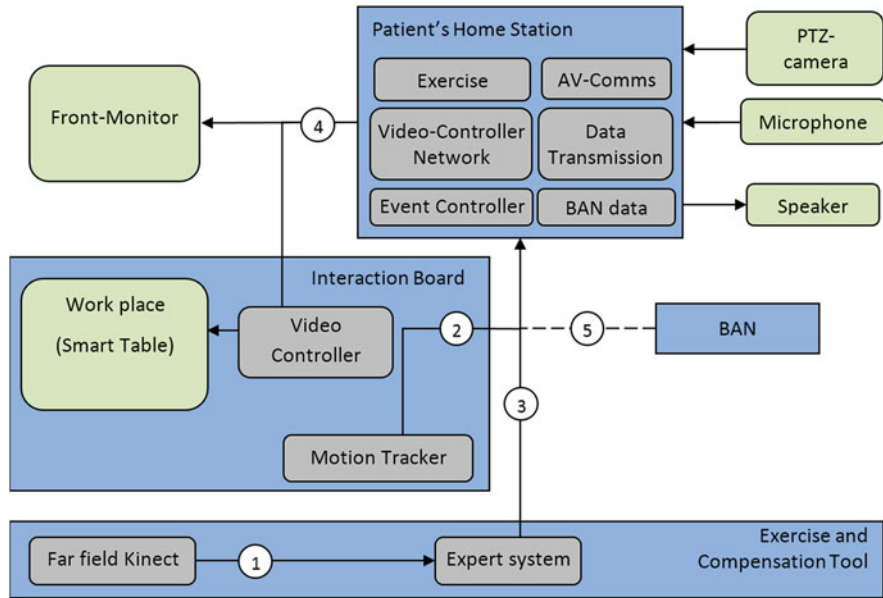 Patient's Home Station
PTZ-
camera
Exercise
AV-Comms
Front-Monitor
4
Video-Controller
Network
Data
Transmission
Microphone
Event Controller
BAN data
Speaker
Interaction Board
Work place
(Smart Table)
Video
Controller
2
5
BAN
3
Motion Tracker
Far field Kinect
1
Expert system
Exercise and
Compensation Tool